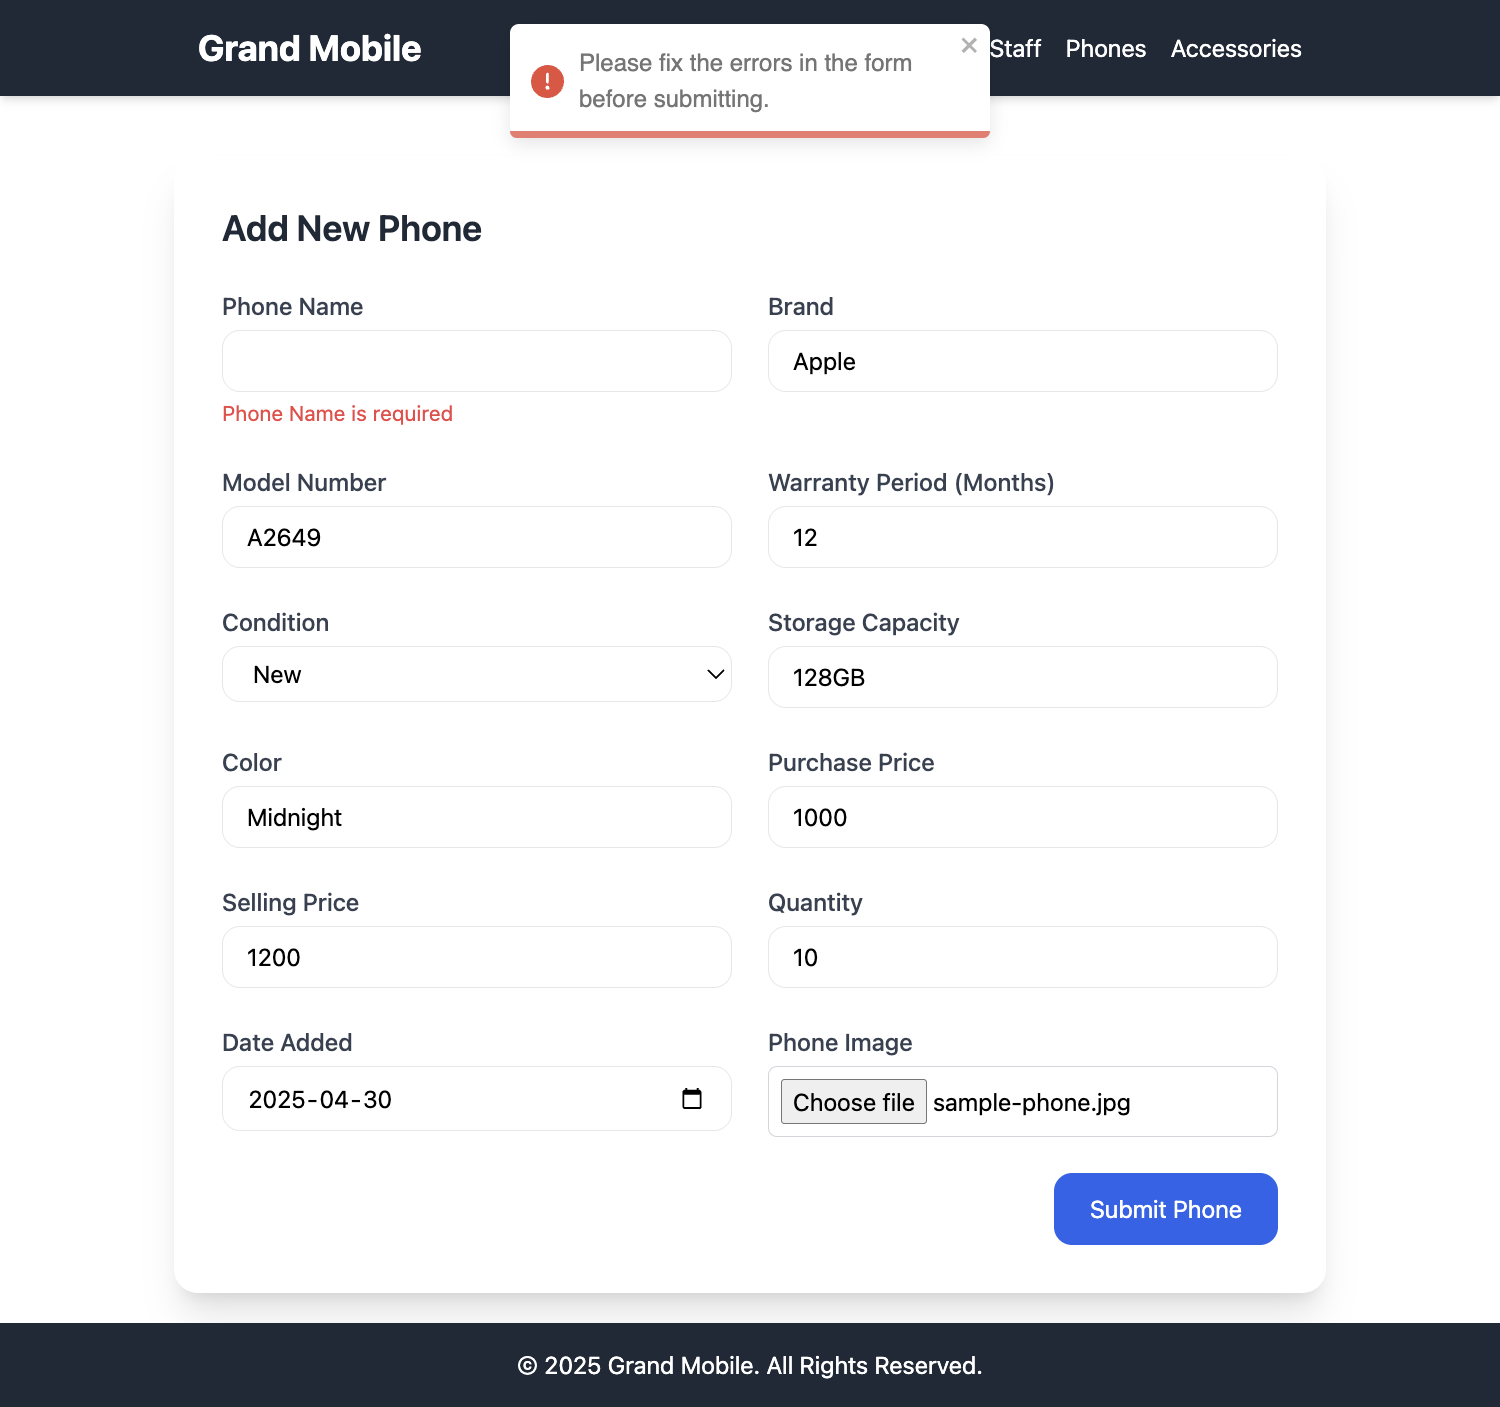 Grand Mobile
Please fix the errors in the form
before submitting.
Staff
Phones
Accessories
Add New Phone
Phone Name
Brand
Apple
Phone Name is required
Model Number
Warranty Period (Months)
A2649
12
Condition
Storage Capacity
New
128GB
Color
Purchase Price
Midnight
1000
Selling Price
Quantity
1200
10
Date Added
Phone Image
2025-04-30
Choose file sample-phone.jpg
Submit Phone
© 2025 Grand Mobile. All Rights Reserved.